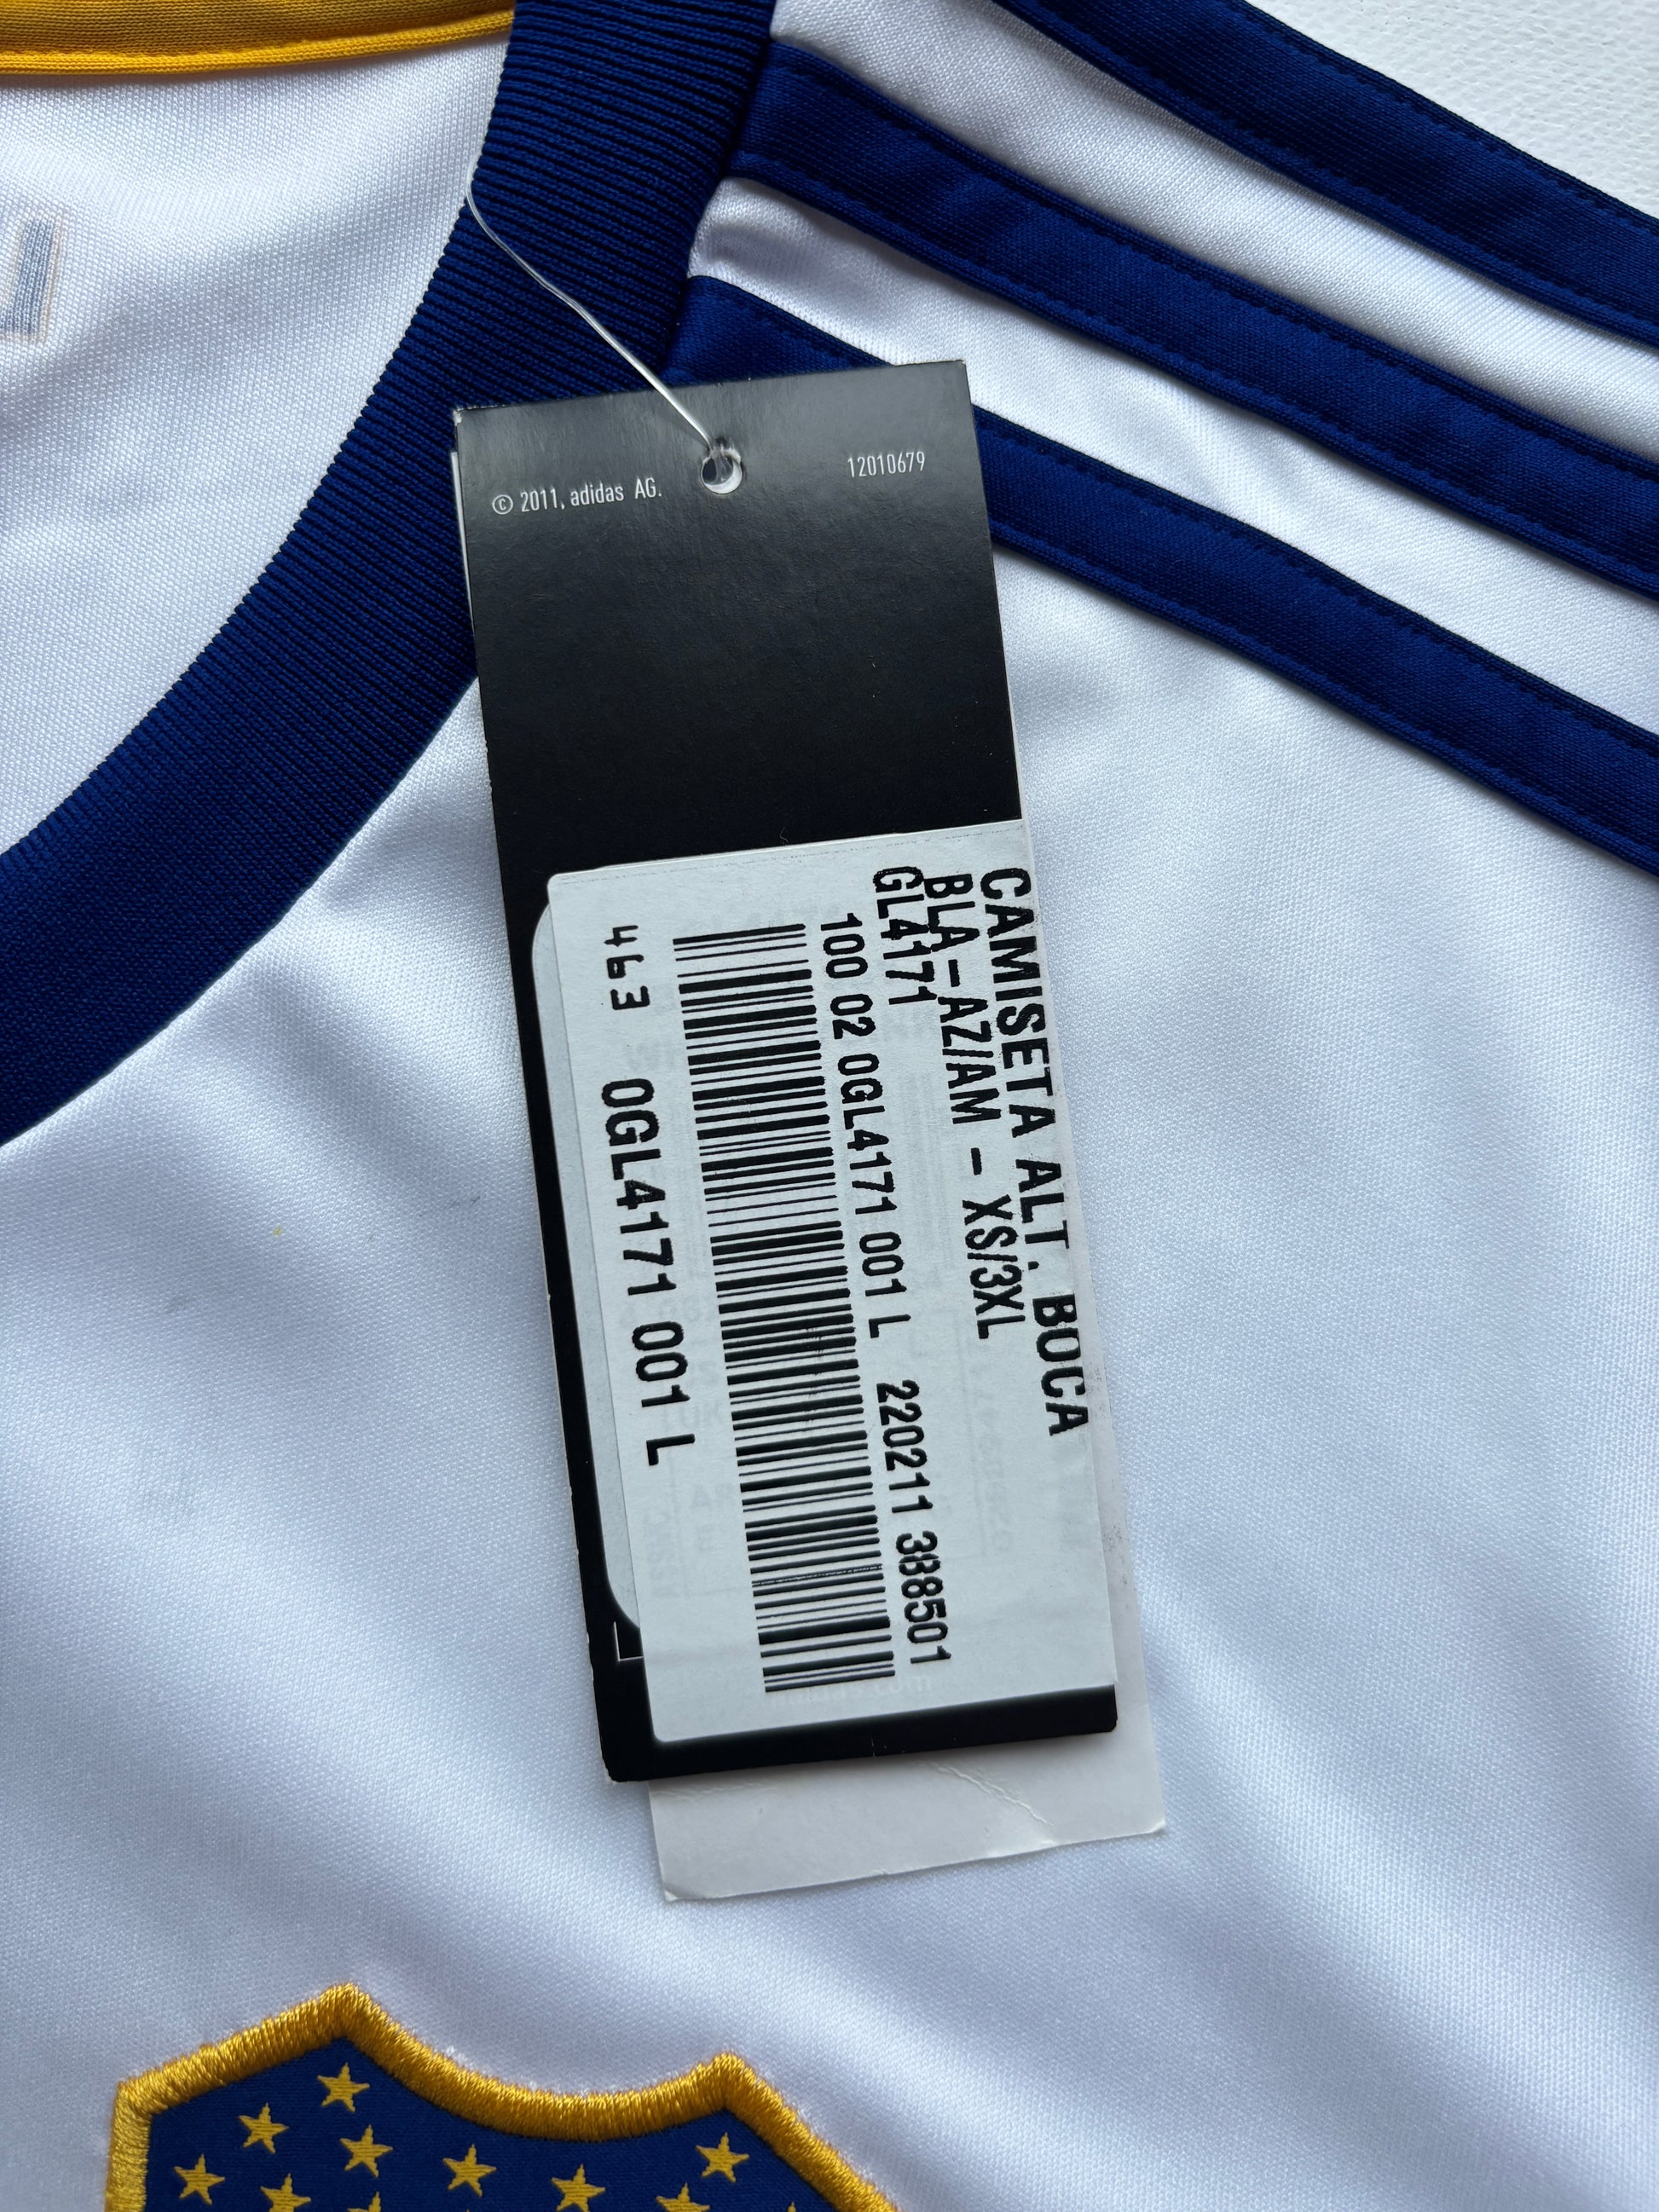 © 2011, adidas AG.
12010679
CAMISETA ALT. BOCA
BLA-AZ/AM - XS/3XL
GL4171
100 02 0GL4171 001 L 220211 388501
463 0GL4171 001 L